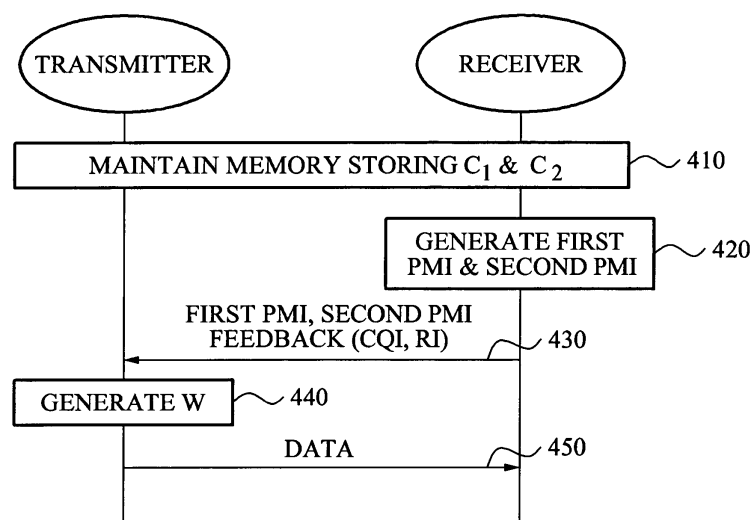 TRANSMITTER
RECEIVER
MAINTAIN MEMORY STORING C1 & C2
410
GENERATE FIRST
PMI & SECOND PMI
420
FIRST PMI, SECOND PMI
FEEDBACK (CQI, RI)
430
GENERATE W
440
DATA
450